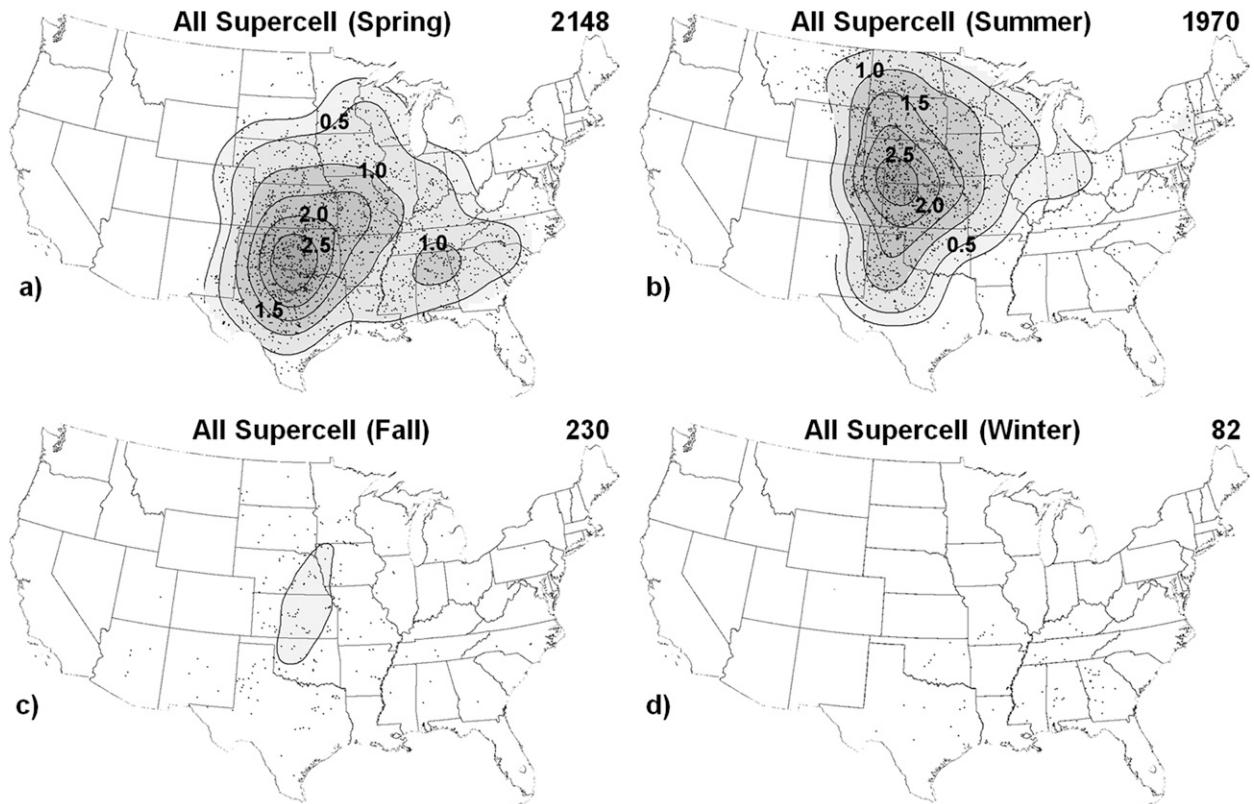 All Supercell (Spring) 2148
0.5
1.0
2.0
2.5
1.0
1.5
a)
All Supercell (Summer) 1970
1.0
1.5
2.5
2.0
0.5
b)
All Supercell (Fall) 230
c)
All Supercell (Winter) 82
d)